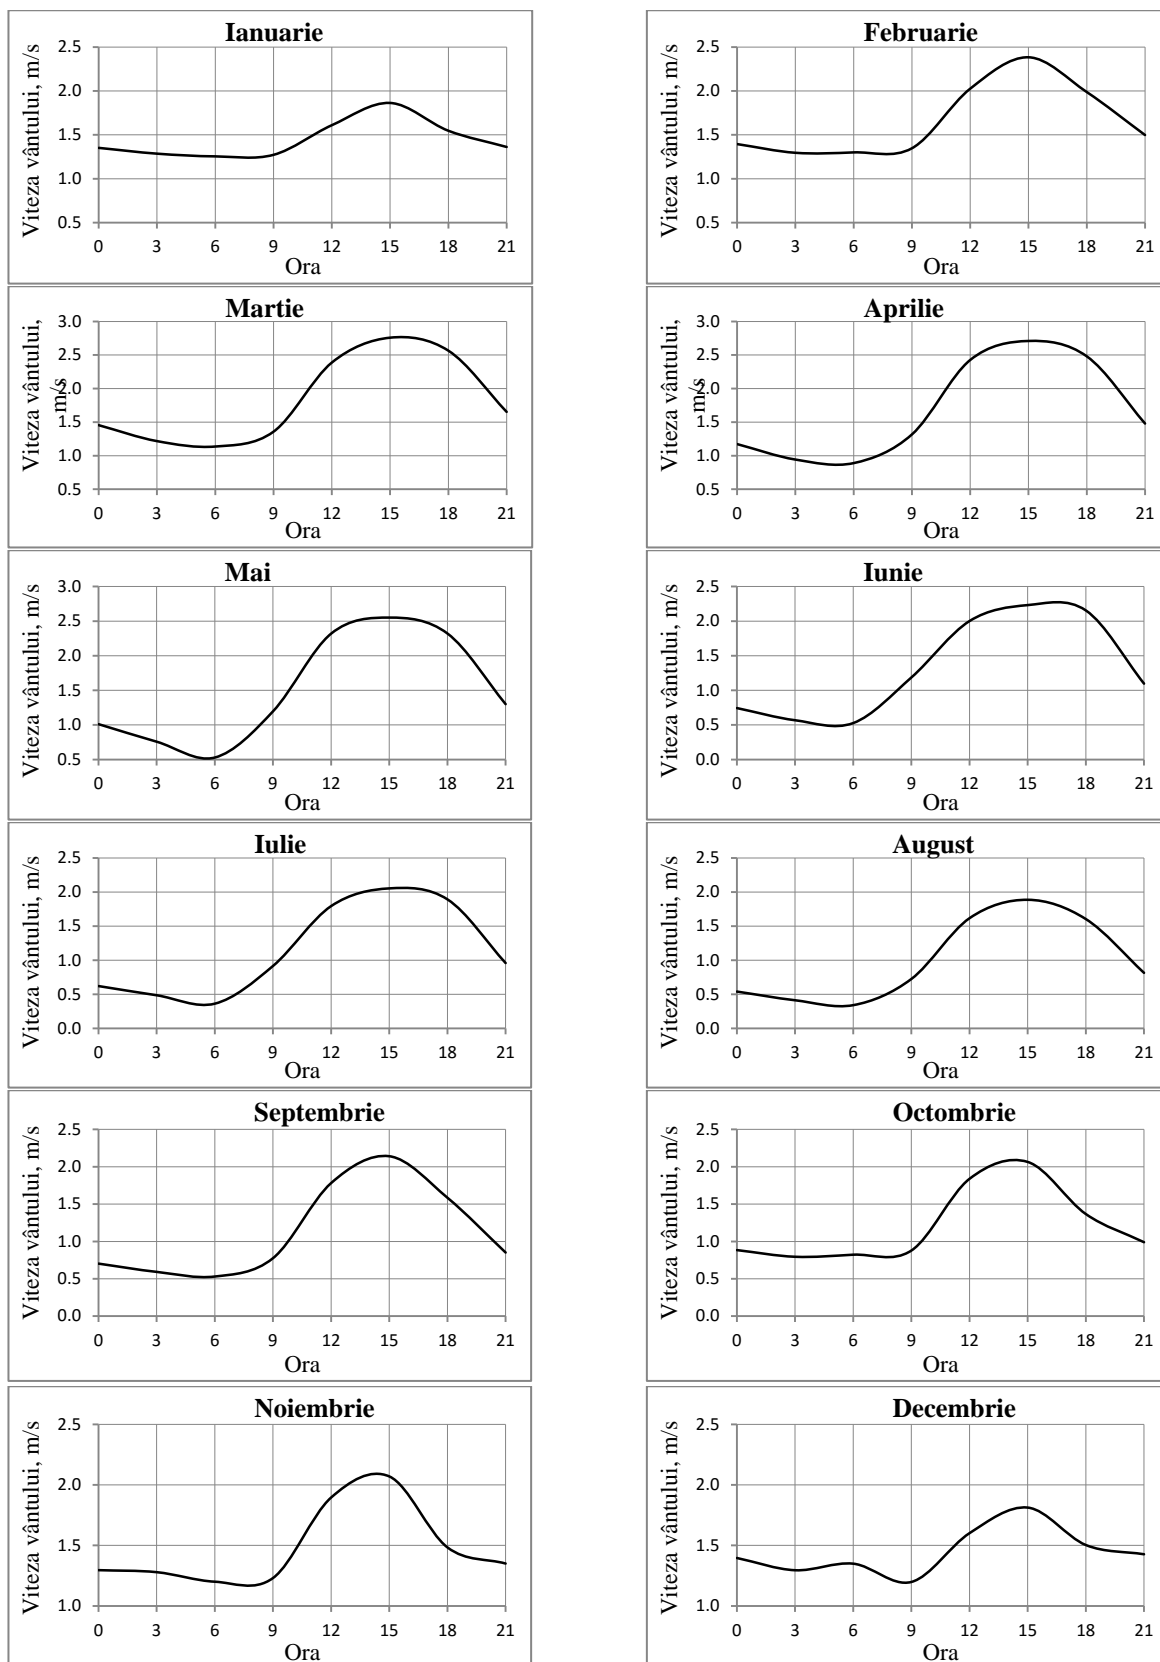 Ianuarie
Viteza vântului, m/s
2.5
2.0
1.5
1.0
0.5
0 3 6 9 12 15 18 21
Ora
Februarie
Viteza vântului, m/s
2.5
2.0
1.5
1.0
0.5
0 3 6 9 12 15 18 21
Ora
Martie
Viteza vântului,
m/s
3.0
2.5
2.0
1.5
1.0
0.5
0 3 6 9 12 15 18 21
Ora
Aprilie
Viteza vântului,
m/s
3.0
2.5
2.0
1.5
1.0
0.5
0 3 6 9 12 15 18 21
Ora
Mai
Viteza vântului, m/s
3.0
2.5
2.0
1.5
1.0
0.5
0 3 6 9 12 15 18 21
Ora
Iunie
Viteza vântului, m/s
2.5
2.0
1.5
1.0
0.5
0.0
0 3 6 9 12 15 18 21
Ora
Iulie
Viteza vântului, m/s
2.5
2.0
1.5
1.0
0.5
0.0
0 3 6 9 12 15 18 21
Ora
August
Viteza vântului, m/s
2.5
2.0
1.5
1.0
0.5
0.0
0 3 6 9 12 15 18 21
Ora
Septembrie
Viteza vântului, m/s
2.5
2.0
1.5
1.0
0.5
0.0
0 3 6 9 12 15 18 21
Ora
Octombrie
Viteza vântului, m/s
2.5
2.0
1.5
1.0
0.5
0.0
0 3 6 9 12 15 18 21
Ora
Noiembrie
Viteza vântului, m/s
2.5
2.0
1.5
1.0
0 3 6 9 12 15 18 21
Ora
Decembrie
Viteza vântului, m/s
2.5
2.0
1.5
1.0
0 3 6 9 12 15 18 21
Ora